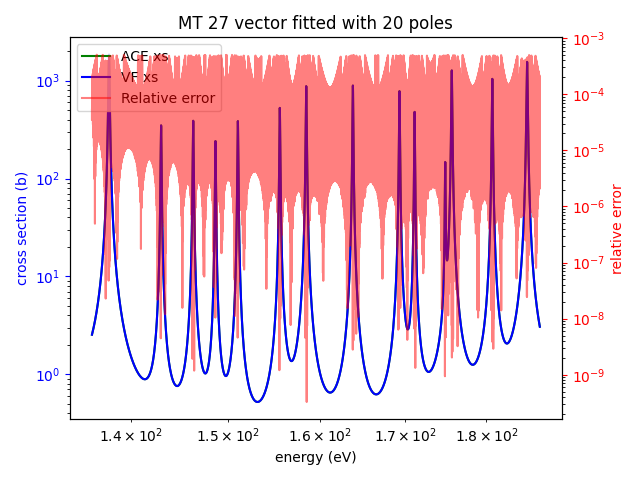 MT 27 vector fitted with 20 poles
ACE xs
VF xs
Relative error
cross section (b)
10³
10²
10¹
10⁰
10⁻³
10⁻⁴
10⁻⁵
10⁻⁶
10⁻⁷
10⁻⁸
10⁻⁹
relative error
1.4 × 10² 1.5 × 10² 1.6 × 10² 1.7 × 10² 1.8 × 10²
energy (eV)